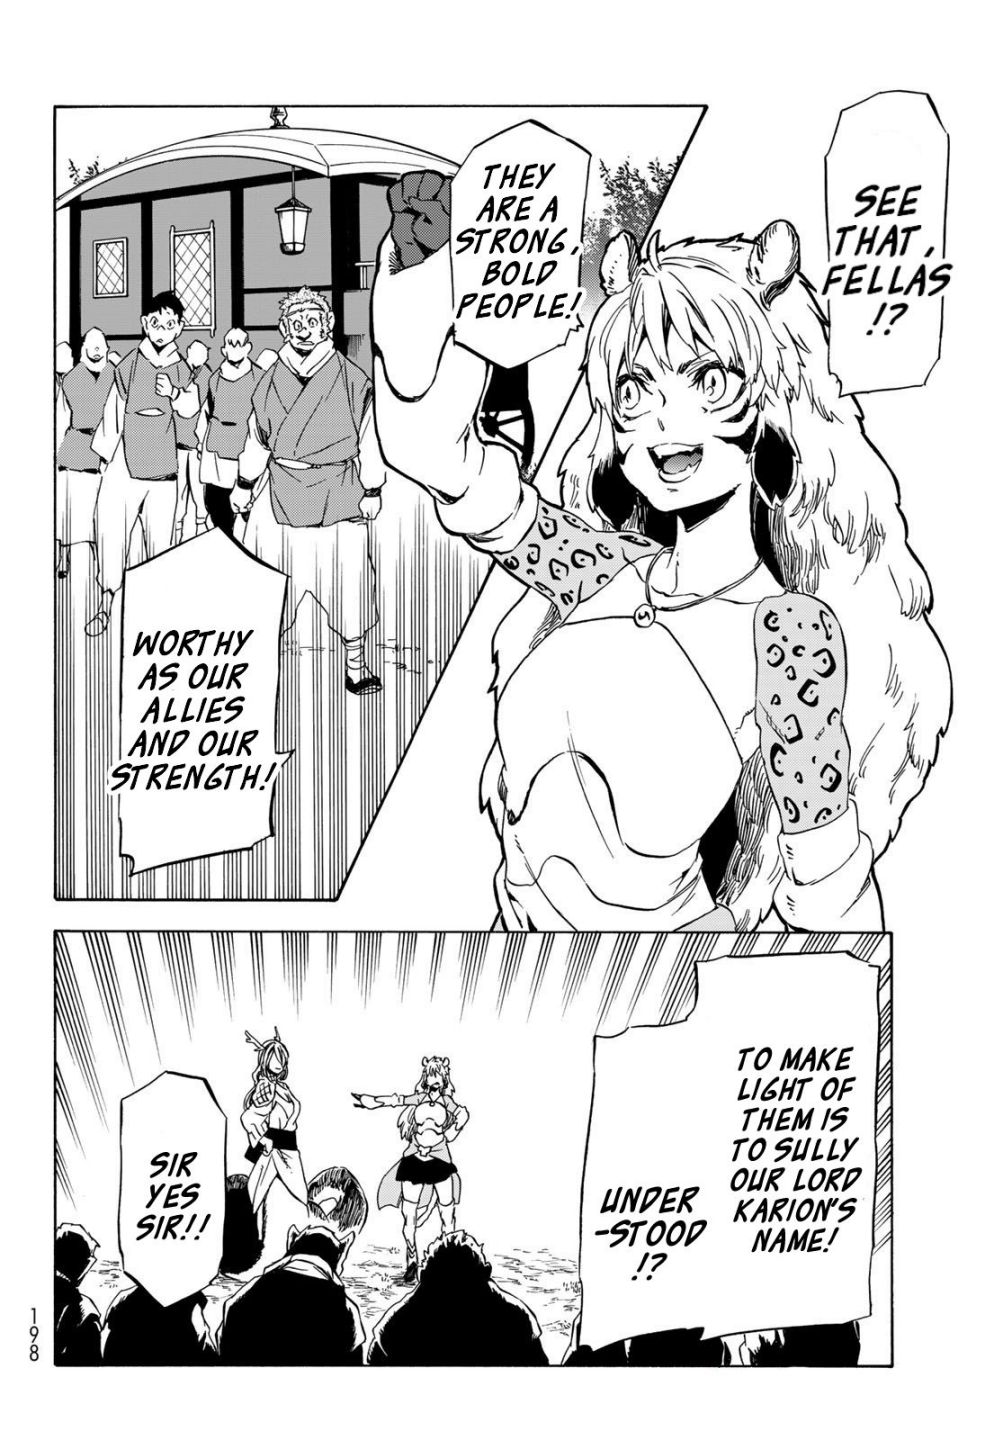 SEE
THAT,
FELLAS
!?
THEY
ARE A
STRONG,
BOLD
PEOPLE!
WORTHY
AS OUR
ALLIES
AND OUR
STRENGTH!
TO MAKE
LIGHT OF
THEM IS
TO SULLY
OUR LORD
KARION'S
NAME!
UNDER
-STOOD
!?
SIR
YES
SIR!!
198